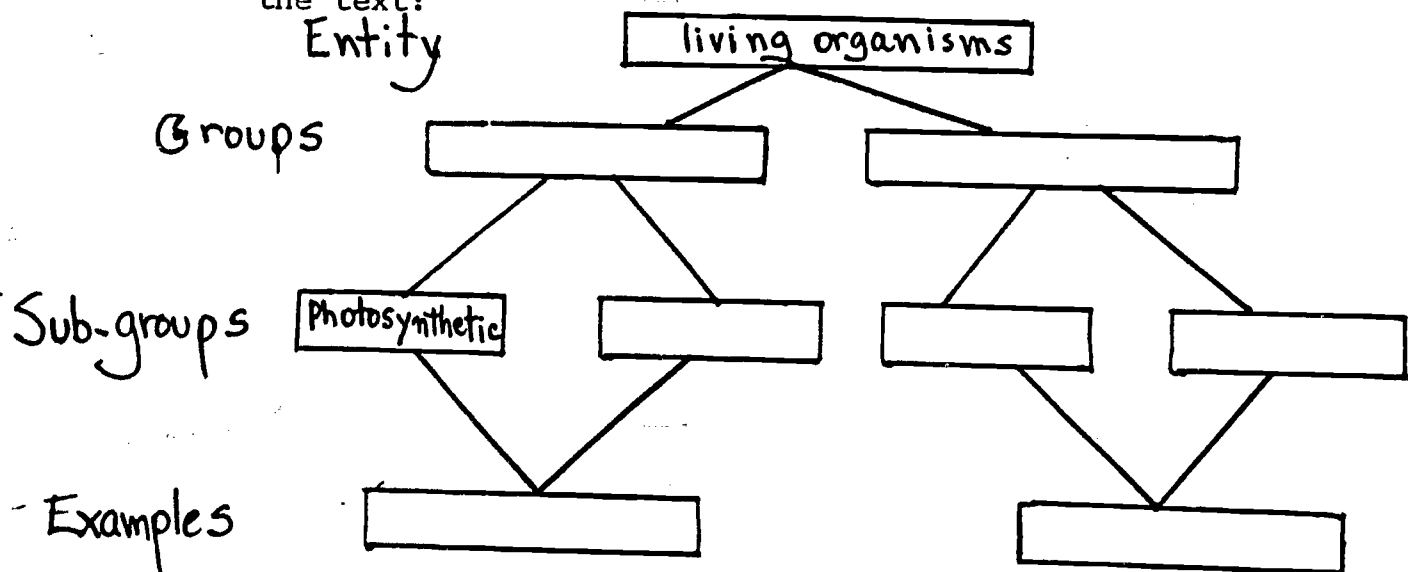 the text:
Entity living organisms
Groups
Sub-groups Photosynthetic
Examples